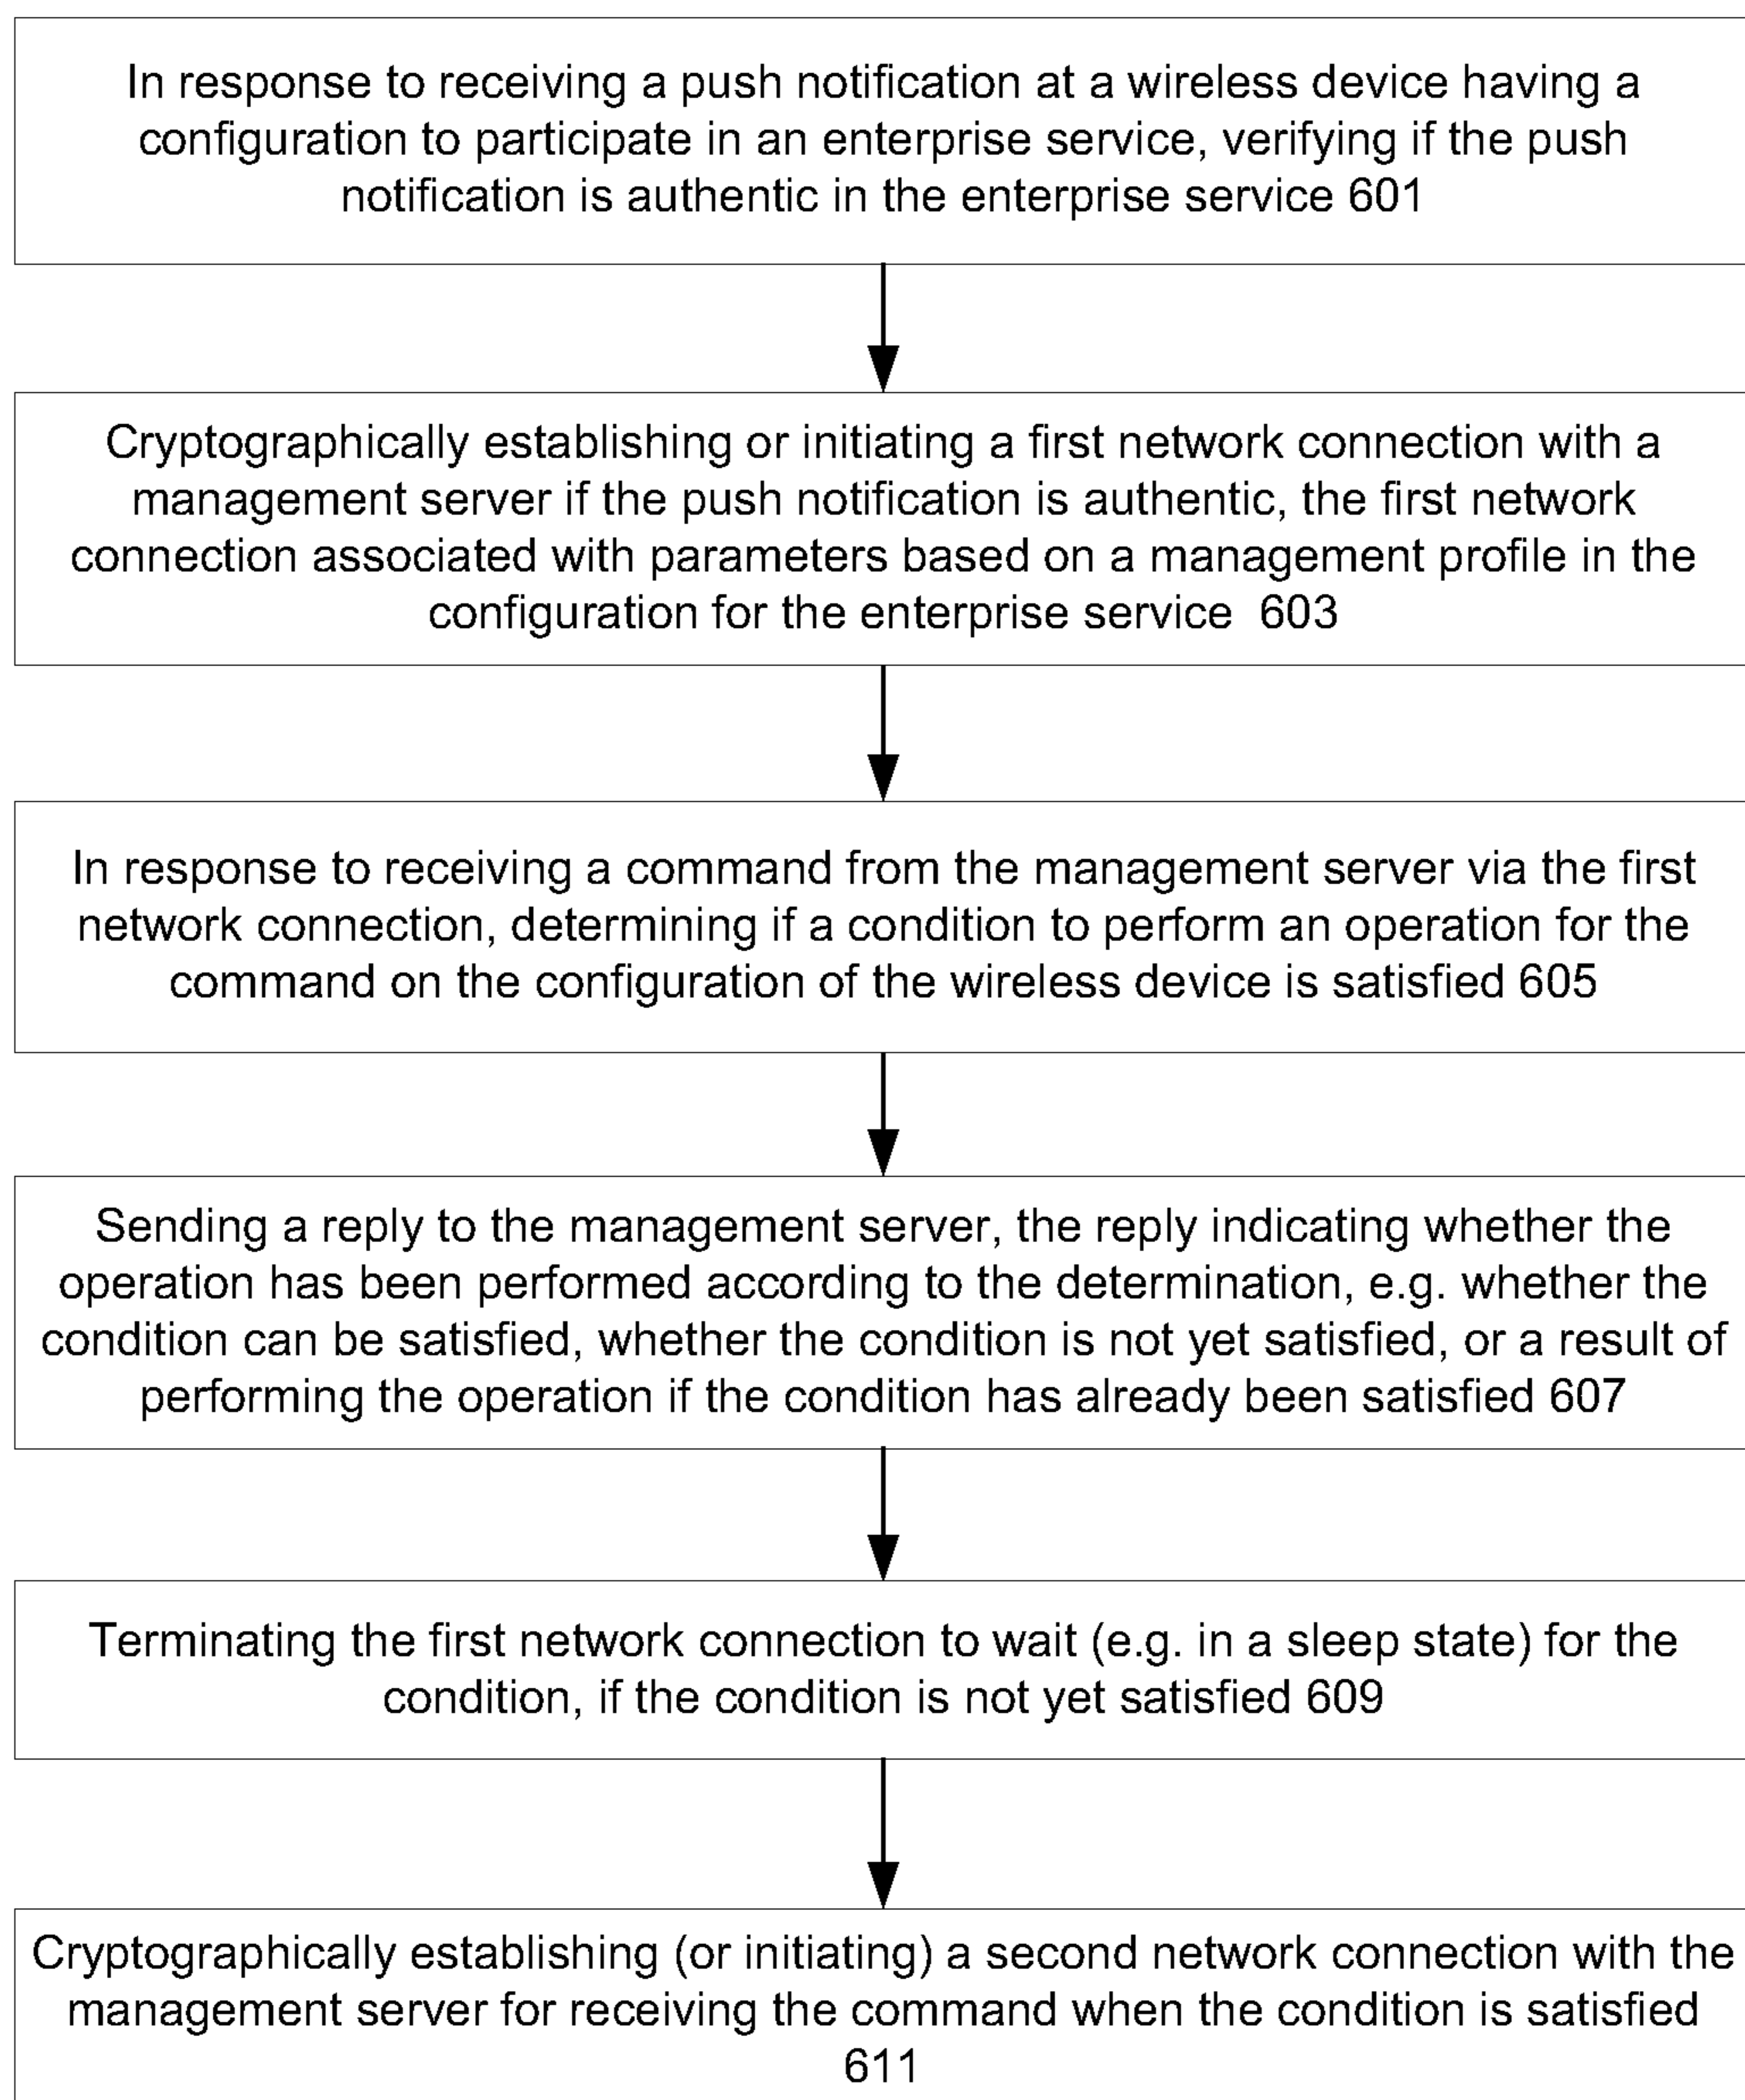 In response to receiving a push notification at a wireless device having a
configuration to participate in an enterprise service, verifying if the push
notification is authentic in the enterprise service 601
Cryptographically establishing or initiating a first network connection with a
management server if the push notification is authentic, the first network
connection associated with parameters based on a management profile in the
configuration for the enterprise service 603
In response to receiving a command from the management server via the first
network connection, determining if a condition to perform an operation for the
command on the configuration of the wireless device is satisfied 605
Sending a reply to the management server, the reply indicating whether the
operation has been performed according to the determination, e.g. whether the
condition can be satisfied, whether the condition is not yet satisfied, or a result of
performing the operation if the condition has already been satisfied 607
Terminating the first network connection to wait (e.g. in a sleep state) for the
condition, if the condition is not yet satisfied 609
Cryptographically establishing (or initiating) a second network connection with the
management server for receiving the command when the condition is satisfied
611